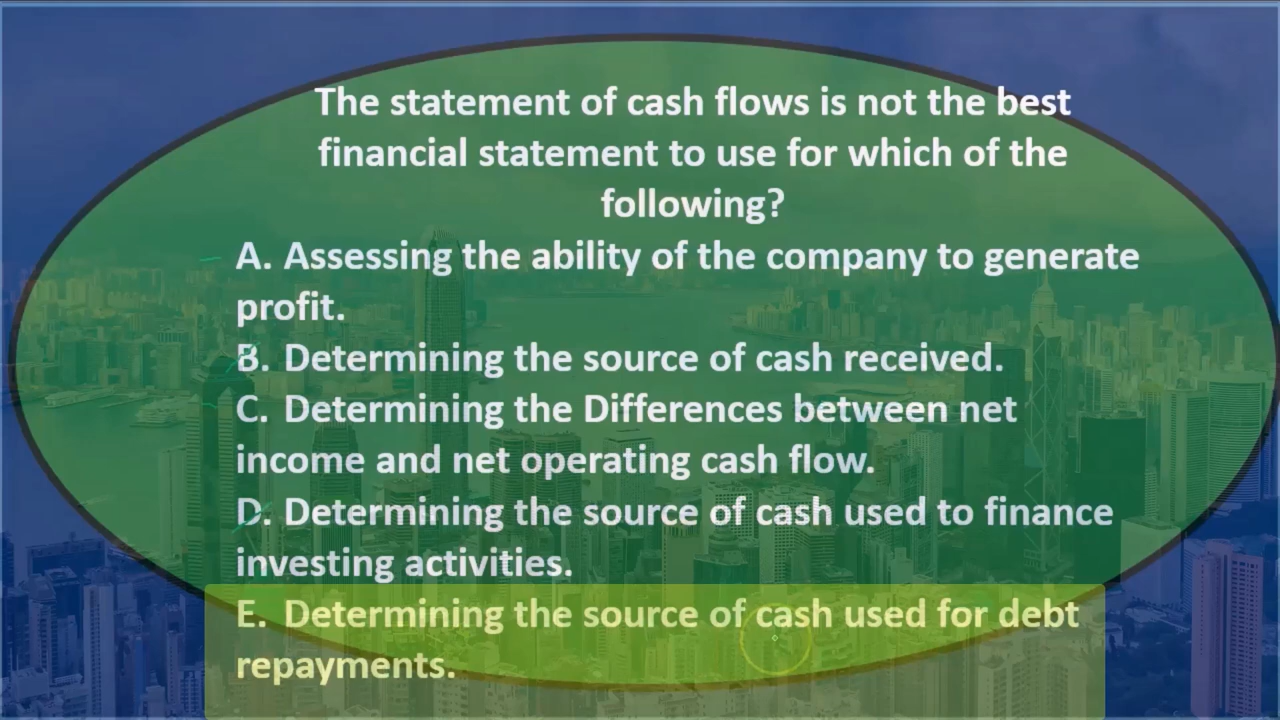 The statement of cash flows is not the best
financial statement to use for which of the
following?
A. Assessing the ability of the company to generate
profit.
B. Determining the source of cash received.
C. Determining the Differences between net
income and net operating cash flow.
D. Determining the source of cash used to finance
investing activities.
E. Determining the source of cash used for debt
repayments.